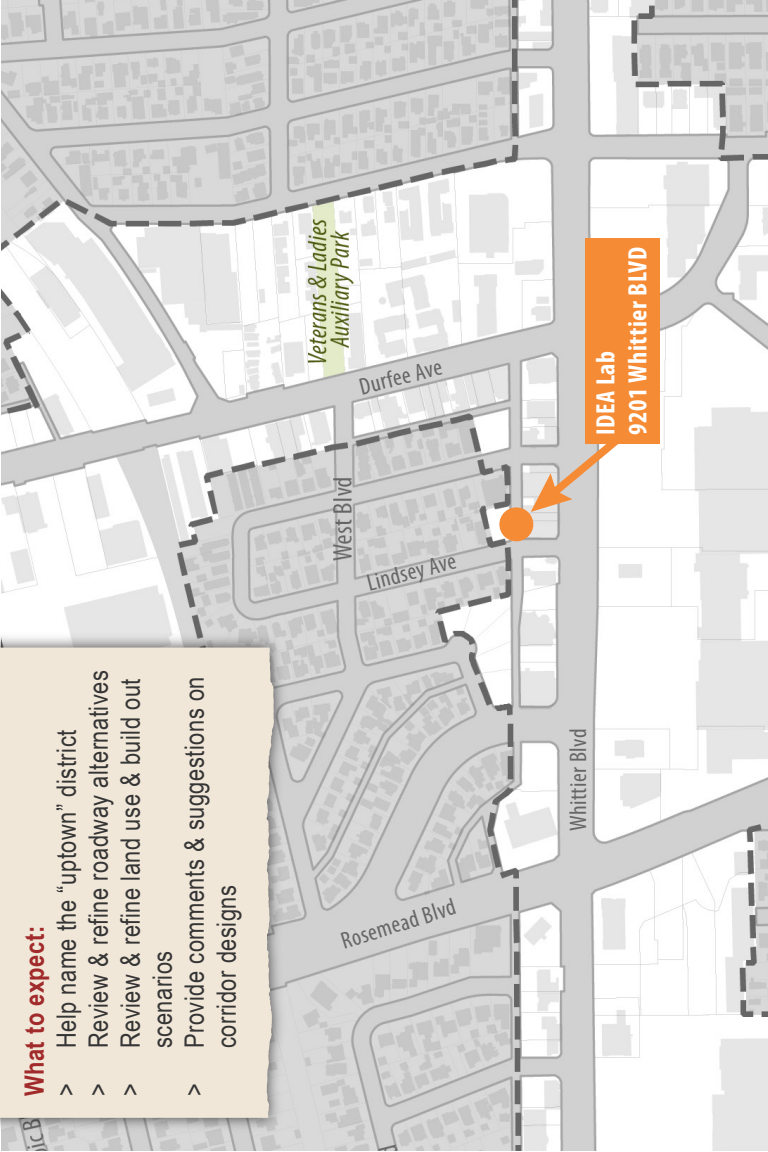 What to expect:
> Help name the “uptown” district
> Review & refine roadway alternatives
> Review & refine land use & build out
scenarios
> Provide comments & suggestions on
corridor designs
Rosemead Blvd
Whittier Blvd
Lindsey Ave
West Blvd
Durfee Ave
Veterans & Ladies
Auxiliary Park
IDEA Lab
9201 Whittier BLVD